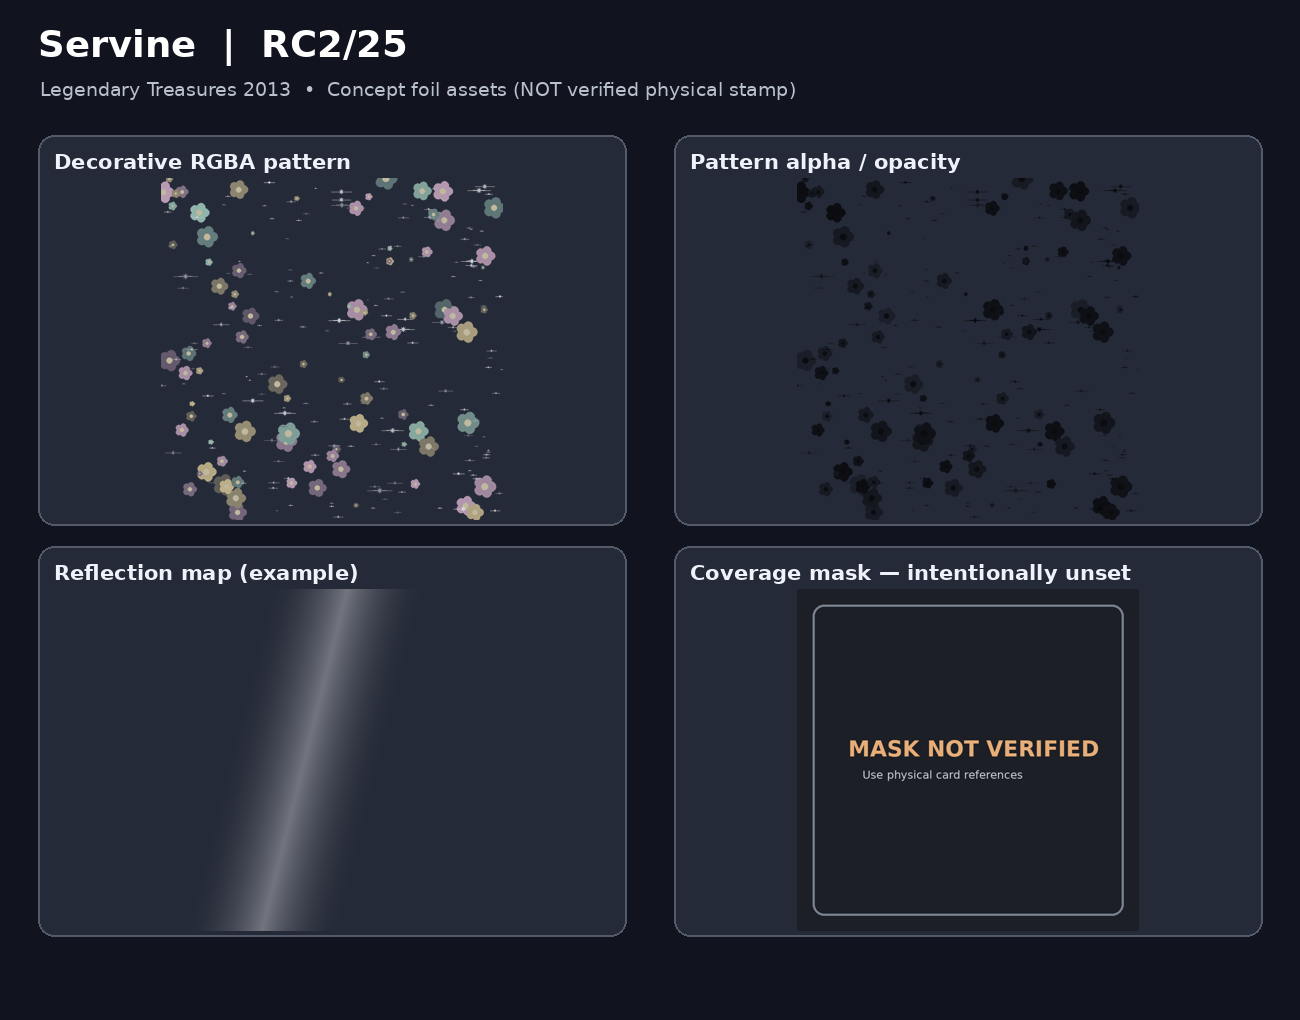 Servine | RC2/25
Legendary Treasures 2013 • Concept foil assets (NOT verified physical stamp)
Decorative RGBA pattern
Pattern alpha / opacity
Reflection map (example)
Coverage mask — intentionally unset
MASK NOT VERIFIED
Use physical card references